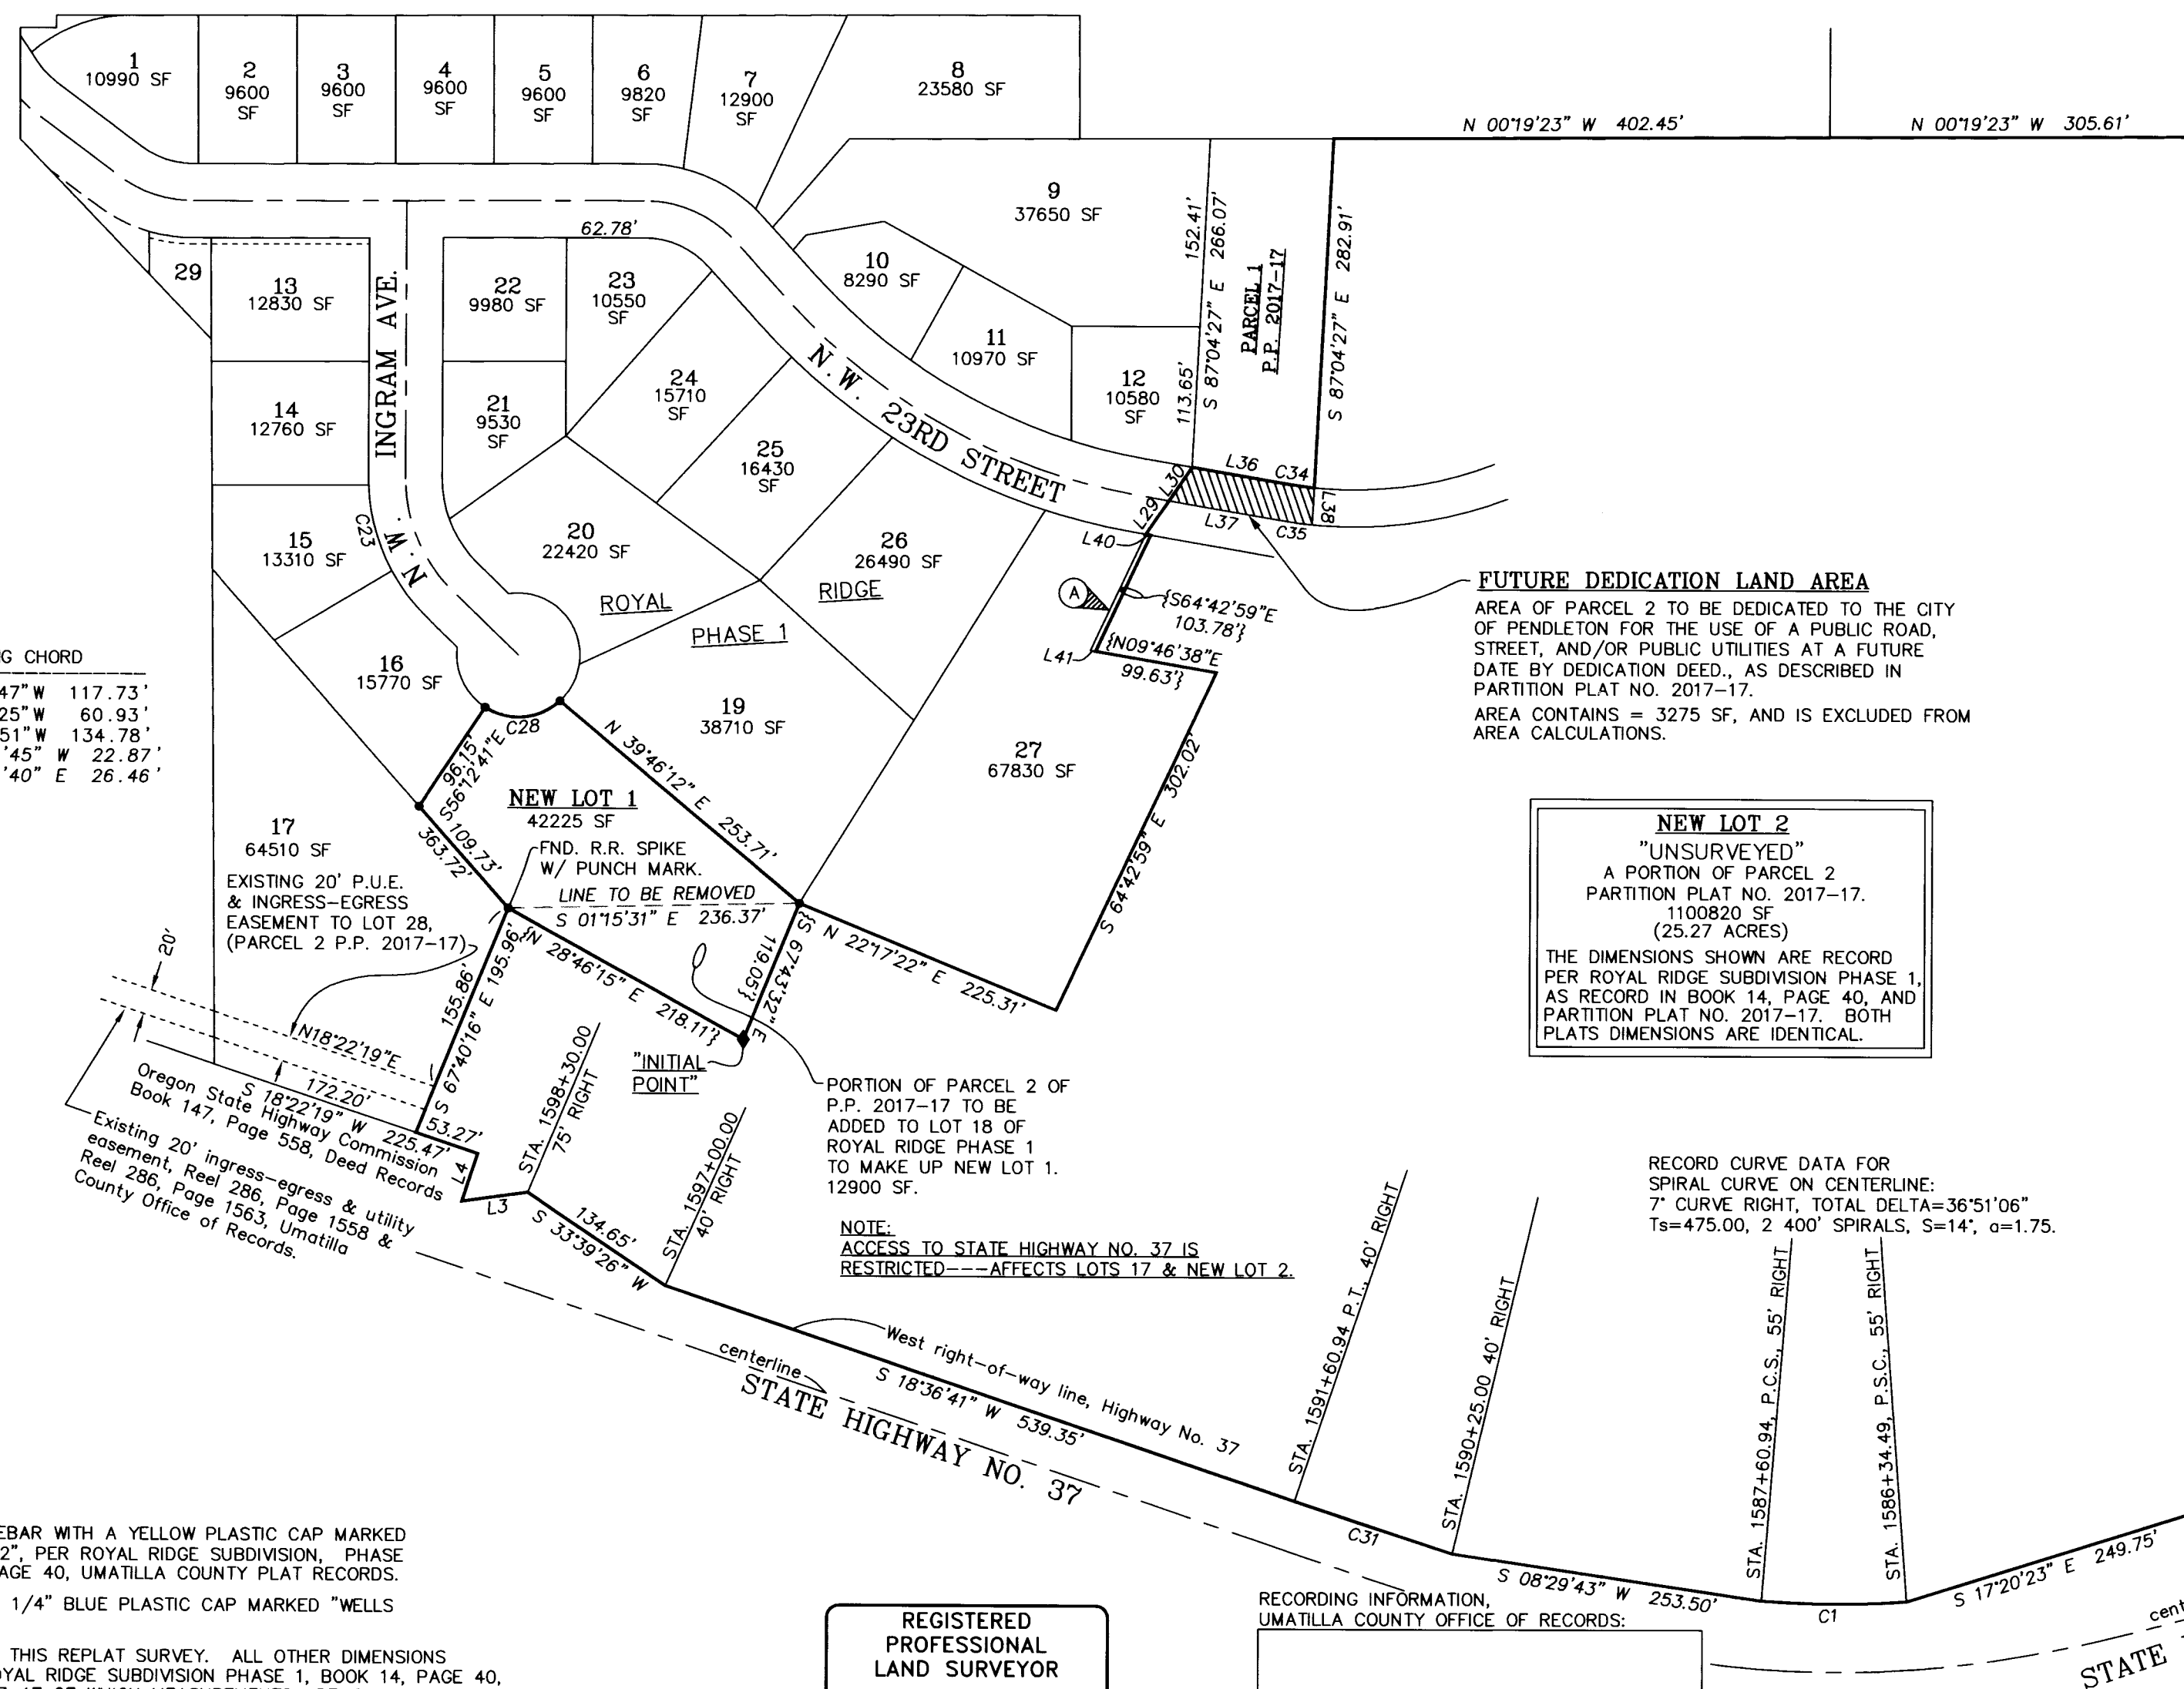 1
10990 SF
2
9600
SF
3
9600
SF
4
9600
SF
5
9600
SF
6
9820
SF
7
12900
SF
8
23580 SF
N 00°19'23" W 402.45'
N 00°19'23" W 305.61'
9
37650 SF
152.41'
S 87°04'27" E 266.07'
113.65'
PARCEL 1
P.P. 2017-17
S 87°04'27" E 282.91'
62.78'
10
8290 SF
11
10970 SF
12
10580
SF
29
13
12830 SF
INGRAM AVE.
N.W.
22
9980 SF
23
10550
SF
24
15710
SF
N.W. 23RD STREET
14
12760 SF
21
9530
SF
25
16430
SF
L36
C34
L30
L29
L38
L37
C35
L40
C23
15
13310 SF
20
22420 SF
26
26490 SF
ROYAL
RIDGE
PHASE 1
A
{S64°42'59"E
103.78'}
{N09°46'38"E
99.63'}
L41
FUTURE DEDICATION LAND AREA
AREA OF PARCEL 2 TO BE DEDICATED TO THE CITY
OF PENDLETON FOR THE USE OF A PUBLIC ROAD,
STREET, AND/OR PUBLIC UTILITIES AT A FUTURE
DATE BY DEDICATION DEED., AS DESCRIBED IN
PARTITION PLAT NO. 2017-17.
AREA CONTAINS = 3275 SF, AND IS EXCLUDED FROM
AREA CALCULATIONS.
G CHORD
47"W 117.73'
25"W 60.93'
51"W 134.78'
'45" W 22.87'
'40" E 26.46'
16
15770 SF
C28
96.15'
S56°12'41"E
N 39°46'12" E 253.71'
19
38710 SF
27
67830 SF
S 64°42'59" E 302.02'
NEW LOT 1
42225 SF
17
64510 SF
109.73'
363.72'
FND. R.R. SPIKE
W/ PUNCH MARK.
LINE TO BE REMOVED
S 01°15'31" E 236.37'
EXISTING 20' P.U.E.
& INGRESS-EGRESS
EASEMENT TO LOT 28,
(PARCEL 2 P.P. 2017-17)
20'
{N 28°46'15" E 218.11'}
{S 67°43'32" E
119.05'}
N 22°17'22" E 225.31'
NEW LOT 2
"UNSURVEYED"
A PORTION OF PARCEL 2
PARTITION PLAT NO. 2017-17.
1100820 SF
(25.27 ACRES)
THE DIMENSIONS SHOWN ARE RECORD
PER ROYAL RIDGE SUBDIVISION PHASE 1,
AS RECORD IN BOOK 14, PAGE 40, AND
PARTITION PLAT NO. 2017-17. BOTH
PLATS DIMENSIONS ARE IDENTICAL.
155.86'
S 67°40'16" E 195.96'
N18°22'19"E
172.20'
S 18°22'19" W 225.47'
53.27'
Oregon State Highway Commission
Book 147, Page 558, Deed Records
Existing 20' ingress-egress & utility
easement, Reel 286, Page 1558 &
Reel 286, Page 1563, Umatilla
County Office of Records.
L4
L3
STA. 1598+30.00
75' RIGHT
"INITIAL
POINT"
S 33°39'26" W
134.65'
STA. 1597+00.00
40' RIGHT
PORTION OF PARCEL 2 OF
P.P. 2017-17 TO BE
ADDED TO LOT 18 OF
ROYAL RIDGE PHASE 1
TO MAKE UP NEW LOT 1.
12900 SF.
NOTE:
ACCESS TO STATE HIGHWAY NO. 37 IS
RESTRICTED---AFFECTS LOTS 17 & NEW LOT 2.
RECORD CURVE DATA FOR
SPIRAL CURVE ON CENTERLINE:
7° CURVE RIGHT, TOTAL DELTA=36°51'06"
Ts=475.00, 2 400' SPIRALS, S=14°, a=1.75.
West right-of-way line, Highway No. 37
S 18°36'41" W 539.35'
centerline
STATE HIGHWAY NO. 37
STA. 1591+60.94 P.T., 40' RIGHT
STA. 1590+25.00 40' RIGHT
STA. 1587+60.94, P.C.S., 55' RIGHT
STA. 1586+34.49, P.S.C., 55' RIGHT
C31
S 08°29'43" W 253.50'
C1
S 17°20'23" E 249.75'
cent
STATE
EBAR WITH A YELLOW PLASTIC CAP MARKED
2", PER ROYAL RIDGE SUBDIVISION, PHASE
AGE 40, UMATILLA COUNTY PLAT RECORDS.
1/4" BLUE PLASTIC CAP MARKED "WELLS
THIS REPLAT SURVEY. ALL OTHER DIMENSIONS
OYAL RIDGE SUBDIVISION PHASE 1, BOOK 14, PAGE 40,
REGISTERED
PROFESSIONAL
LAND SURVEYOR
RECORDING INFORMATION,
UMATILLA COUNTY OFFICE OF RECORDS: